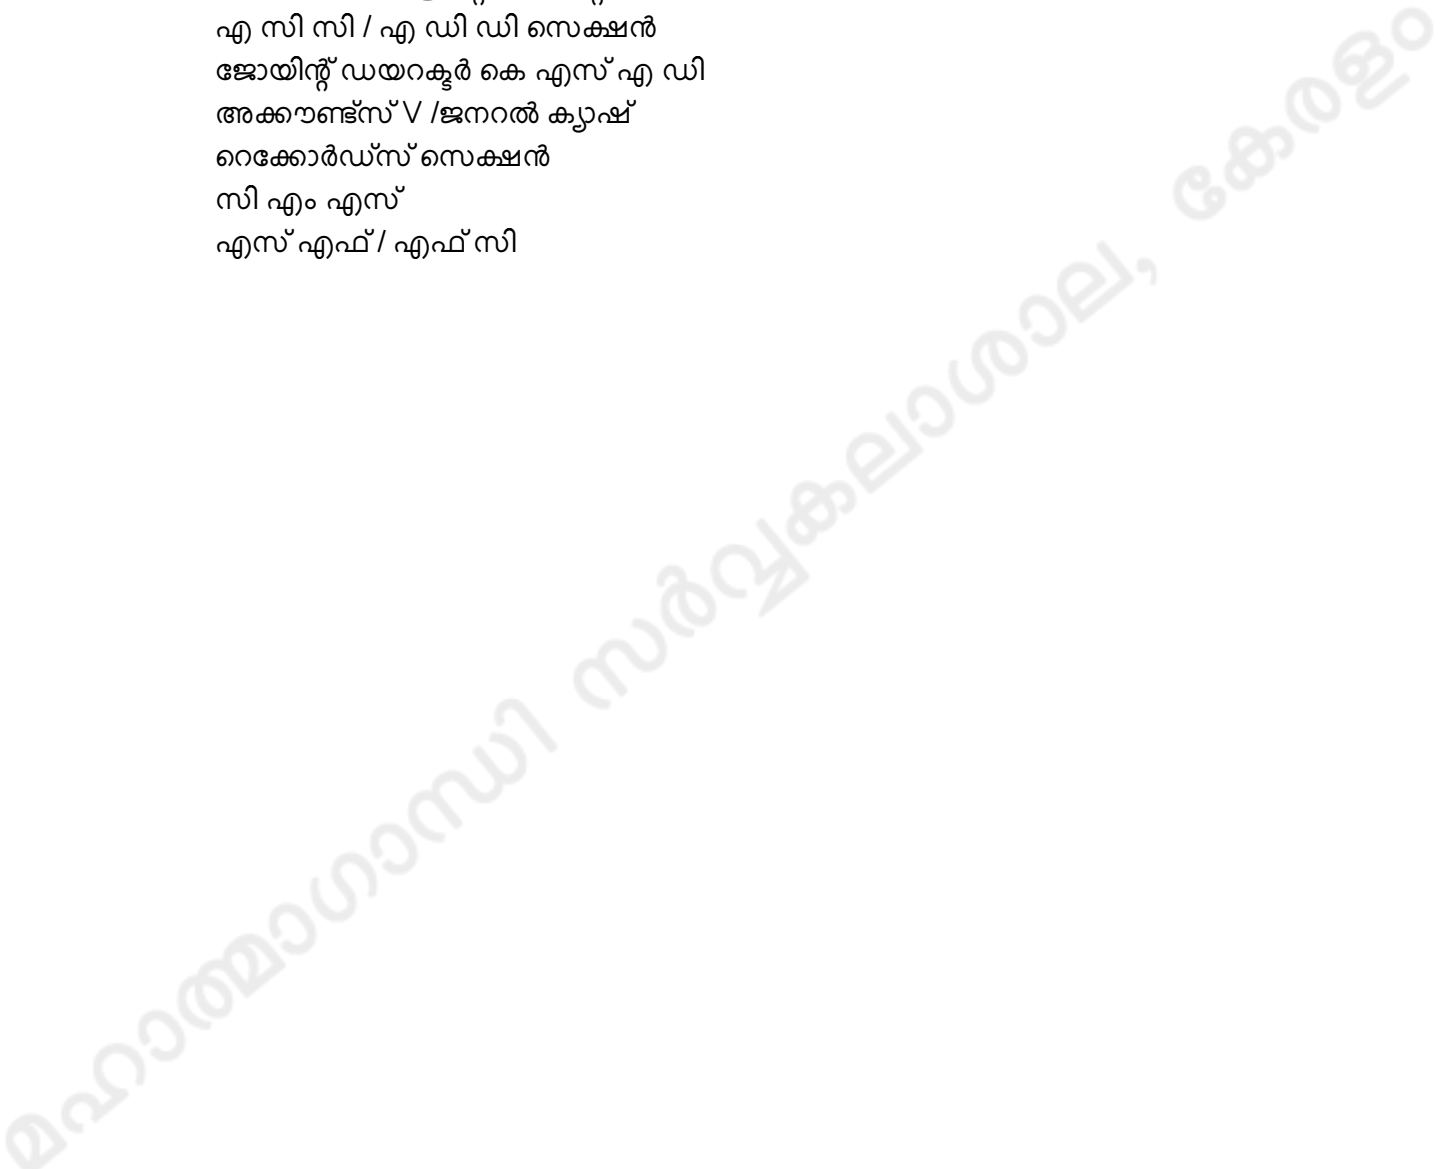 എ സി സി / എ ഡി ഡി സെക്ഷൻ
ജോയിന്റ് ഡയറക്ടർ കെ എസ് എ ഡി
അക്കൗണ്ട്സ് V /ജനറൽ ക്യാഷ്
റെക്കോർഡ്സ് സെക്ഷൻ
സി എം എസ്
എസ് എഫ് / എഫ് സി
മഹാത്മാഗാന്ധി സർവ്വകലാശാല, കേരളം